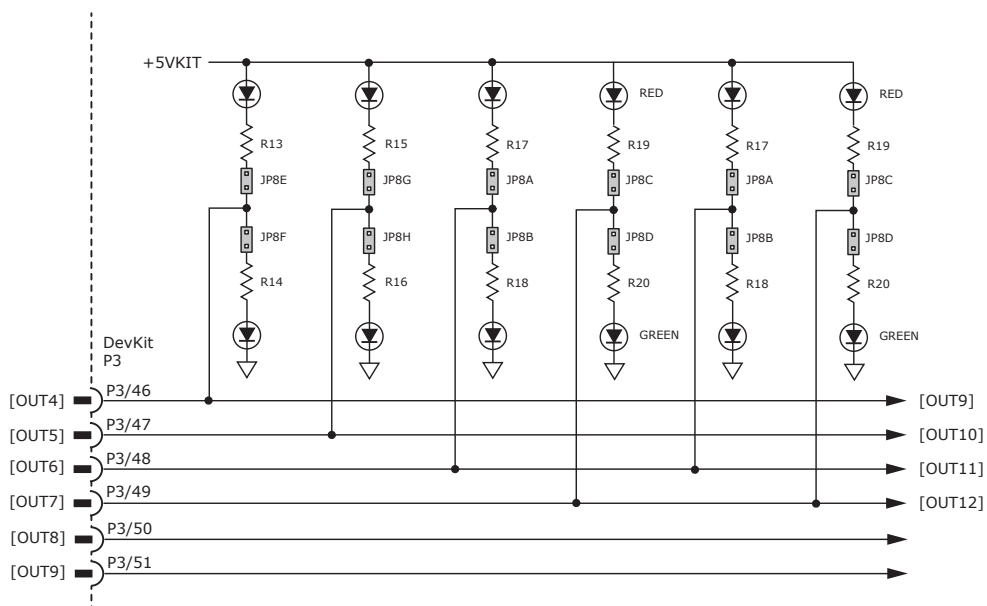 +5VKIT
RED
RED
R13
R15
R17
R19
R17
R19
JP8E
JP8G
JP8A
JP8C
JP8A
JP8C
JP8F
JP8H
JP8B
JP8D
JP8B
JP8D
R14
R16
R18
R20
R18
R20
GREEN
GREEN
DevKit
P3
[OUT4] P3/46 [OUT9]
[OUT5] P3/47 [OUT10]
[OUT6] P3/48 [OUT11]
[OUT7] P3/49 [OUT12]
[OUT8] P3/50
[OUT9] P3/51